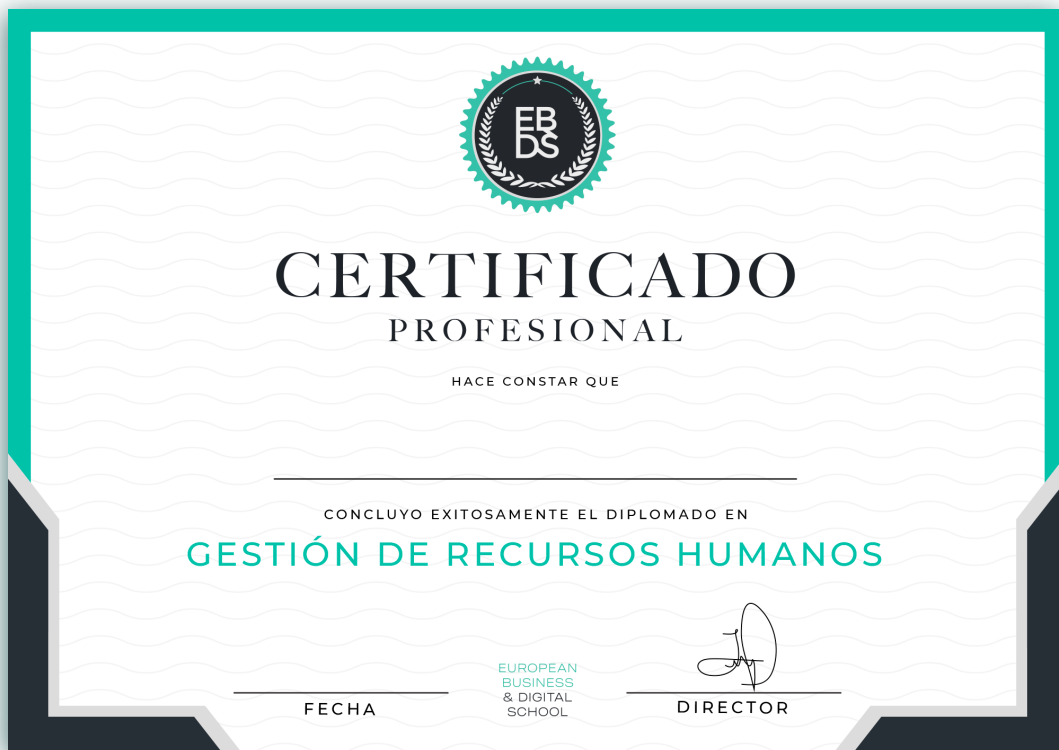 EB
DS
CERTIFICADO
PROFESIONAL
HACE CONSTAR QUE
CONCLUYO EXITOSAMENTE EL DIPLOMADO EN
GESTIÓN DE RECURSOS HUMANOS
FECHA
EUROPEAN
BUSINESS
& DIGITAL
SCHOOL
DIRECTOR